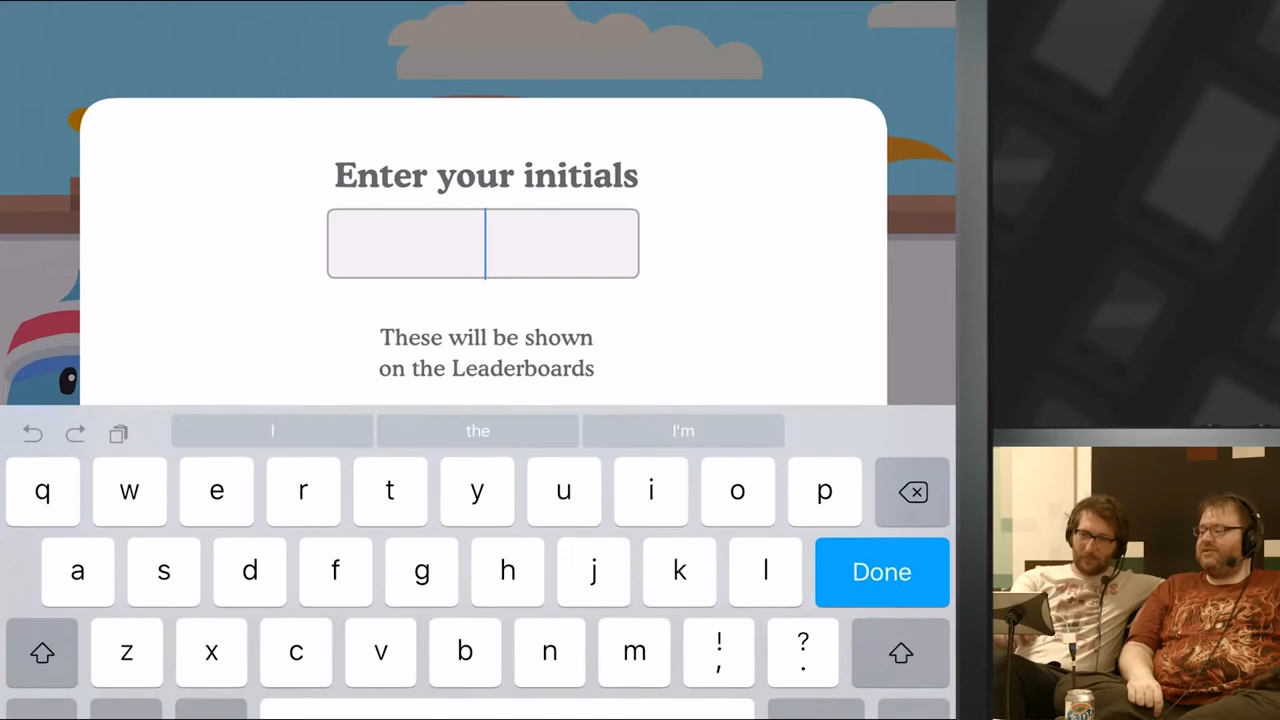 Enter your initials
These will be shown
on the Leaderboards
I the I'm
q w e r t y u i o p
a s d f g h j k l Done
z x c v b n m ! , ? .